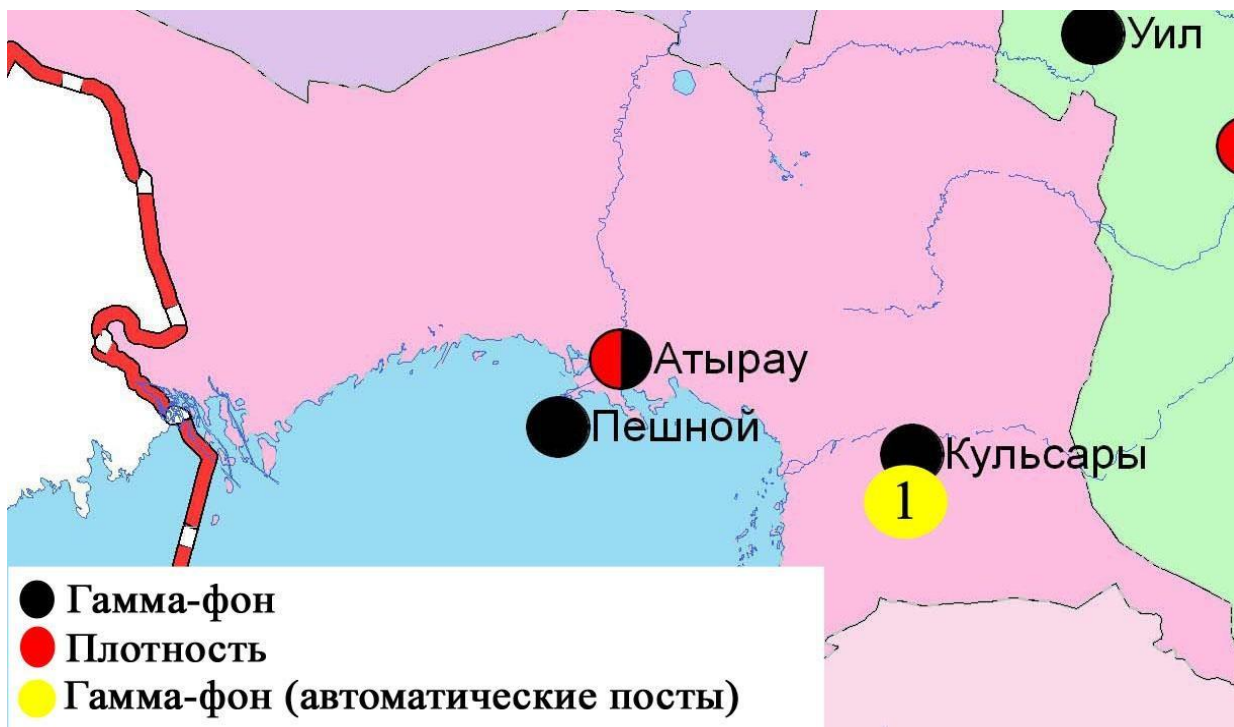 Уил
Атырау
Пешной
Кульсары
1
Гамма-фон
Плотность
Гамма-фон (автоматические посты)